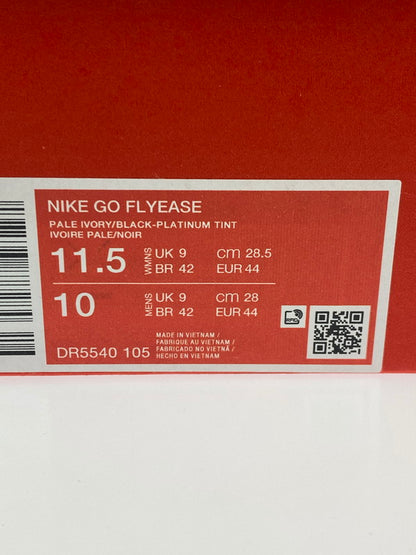 NIKE GO FLYEASE
PALE IVORY/BLACK-PLATINUM TINT
IVOIRE PALE/NOIR
11.5 WMNS UK 9 cm 28.5
BR 42 EUR 44
10 MENS UK 9 cm 28
BR 42 EUR 44
DR5540 105
MADE IN VIETNAM /
FABRIQUE AU VIETNAM /
FABRICADO NO VIETNÃ /
HECHO EN VIETNAM